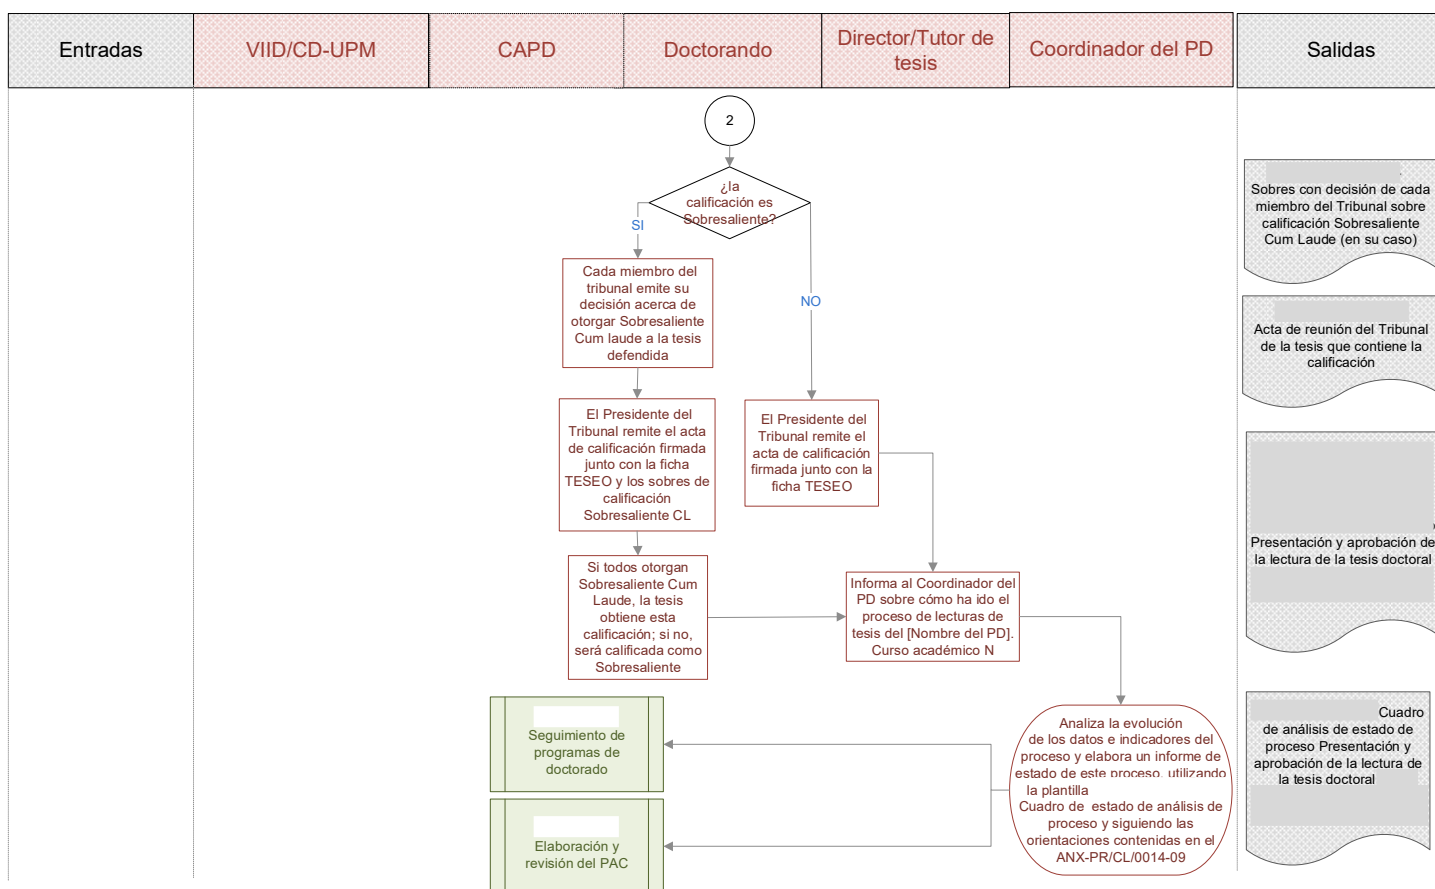 Entradas
VIID/CD-UPM
CAPD
Doctorando
Director/Tutor de
tesis
Coordinador del PD
Salidas
2
¿la
calificación es
Sobresaliente?
SI
NO
Cada miembro del
tribunal emite su
decisión acerca de
otorgar Sobresaliente
Cum laude a la tesis
defendida
El Presidente del
Tribunal remite el acta
de calificación firmada
junto con la ficha
TESEO y los sobres de
calificación
Sobresaliente CL
El Presidente del
Tribunal remite el
acta de calificación
firmada junto con la
ficha TESEO
Si todos otorgan
Sobresaliente Cum
Laude, la tesis
obtiene esta
calificación; si no,
será calificada como
Sobresaliente
Informa al Coordinador del
PD sobre cómo ha ido el
proceso de lecturas de
tesis del [Nombre del PD].
Curso académico N
Analiza la evolución
de los datos e indicadores del
proceso y elabora un informe de
estado de este proceso, utilizando
la plantilla
Cuadro de estado de análisis de
proceso y siguiendo las
orientaciones contenidas en el
ANX-PR/CL/0014-09
Seguimiento de
programas de
doctorado
Elaboración y
revisión del PAC
Sobres con decisión de cada
miembro del Tribunal sobre
calificación Sobresaliente
Cum Laude (en su caso)
Acta de reunión del Tribunal
de la tesis que contiene la
calificación
Presentación y aprobación de
la lectura de la tesis doctoral
Cuadro
de análisis de estado de
proceso Presentación y
aprobación de la lectura de
la tesis doctoral